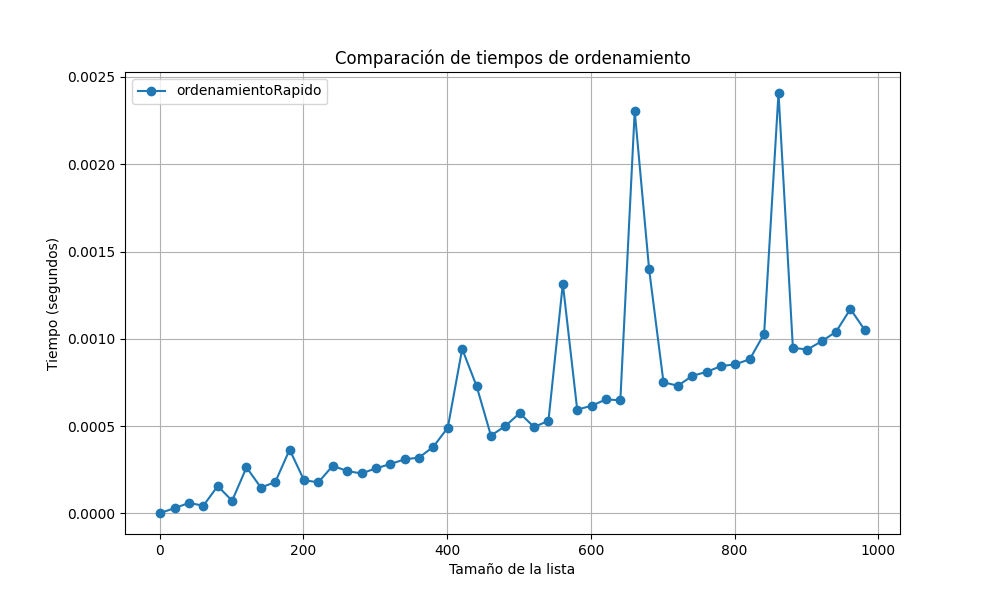 Comparación de tiempos de ordenamiento
ordenamientoRapido
Tiempo (segundos)
0.0025
0.0020
0.0015
0.0010
0.0005
0.0000
0 200 400 600 800 1000
Tamaño de la lista